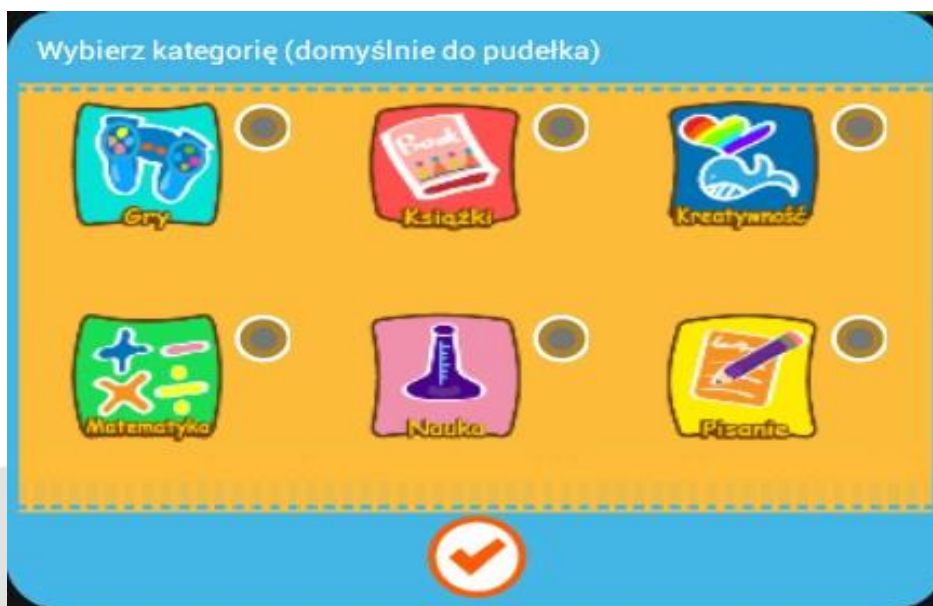 Wybierz kategorię (domyślnie do pudełka)
Gry
Book
Książki
Kreatywność
Matematyka
Nauka
Pisanie